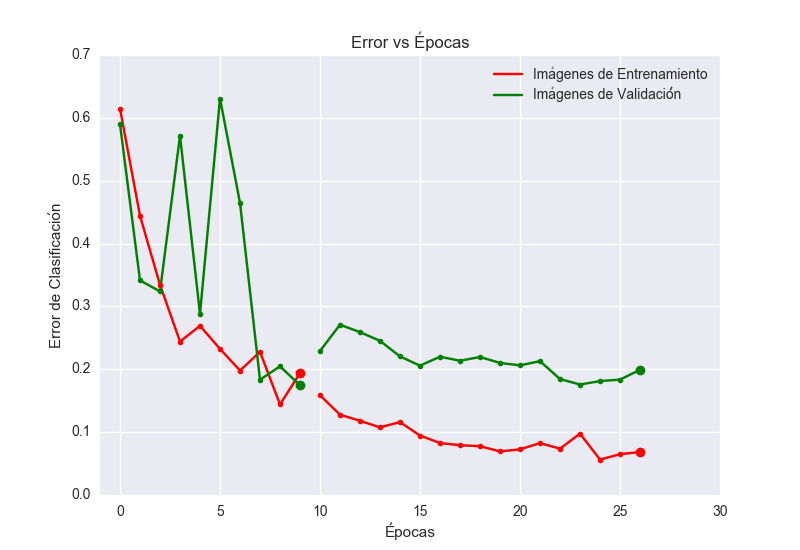 Error vs Épocas
Imágenes de Entrenamiento
Imágenes de Validación
Error de Clasificación
0.7
0.6
0.5
0.4
0.3
0.2
0.1
0.0
0 5 10 15 20 25 30
Épocas